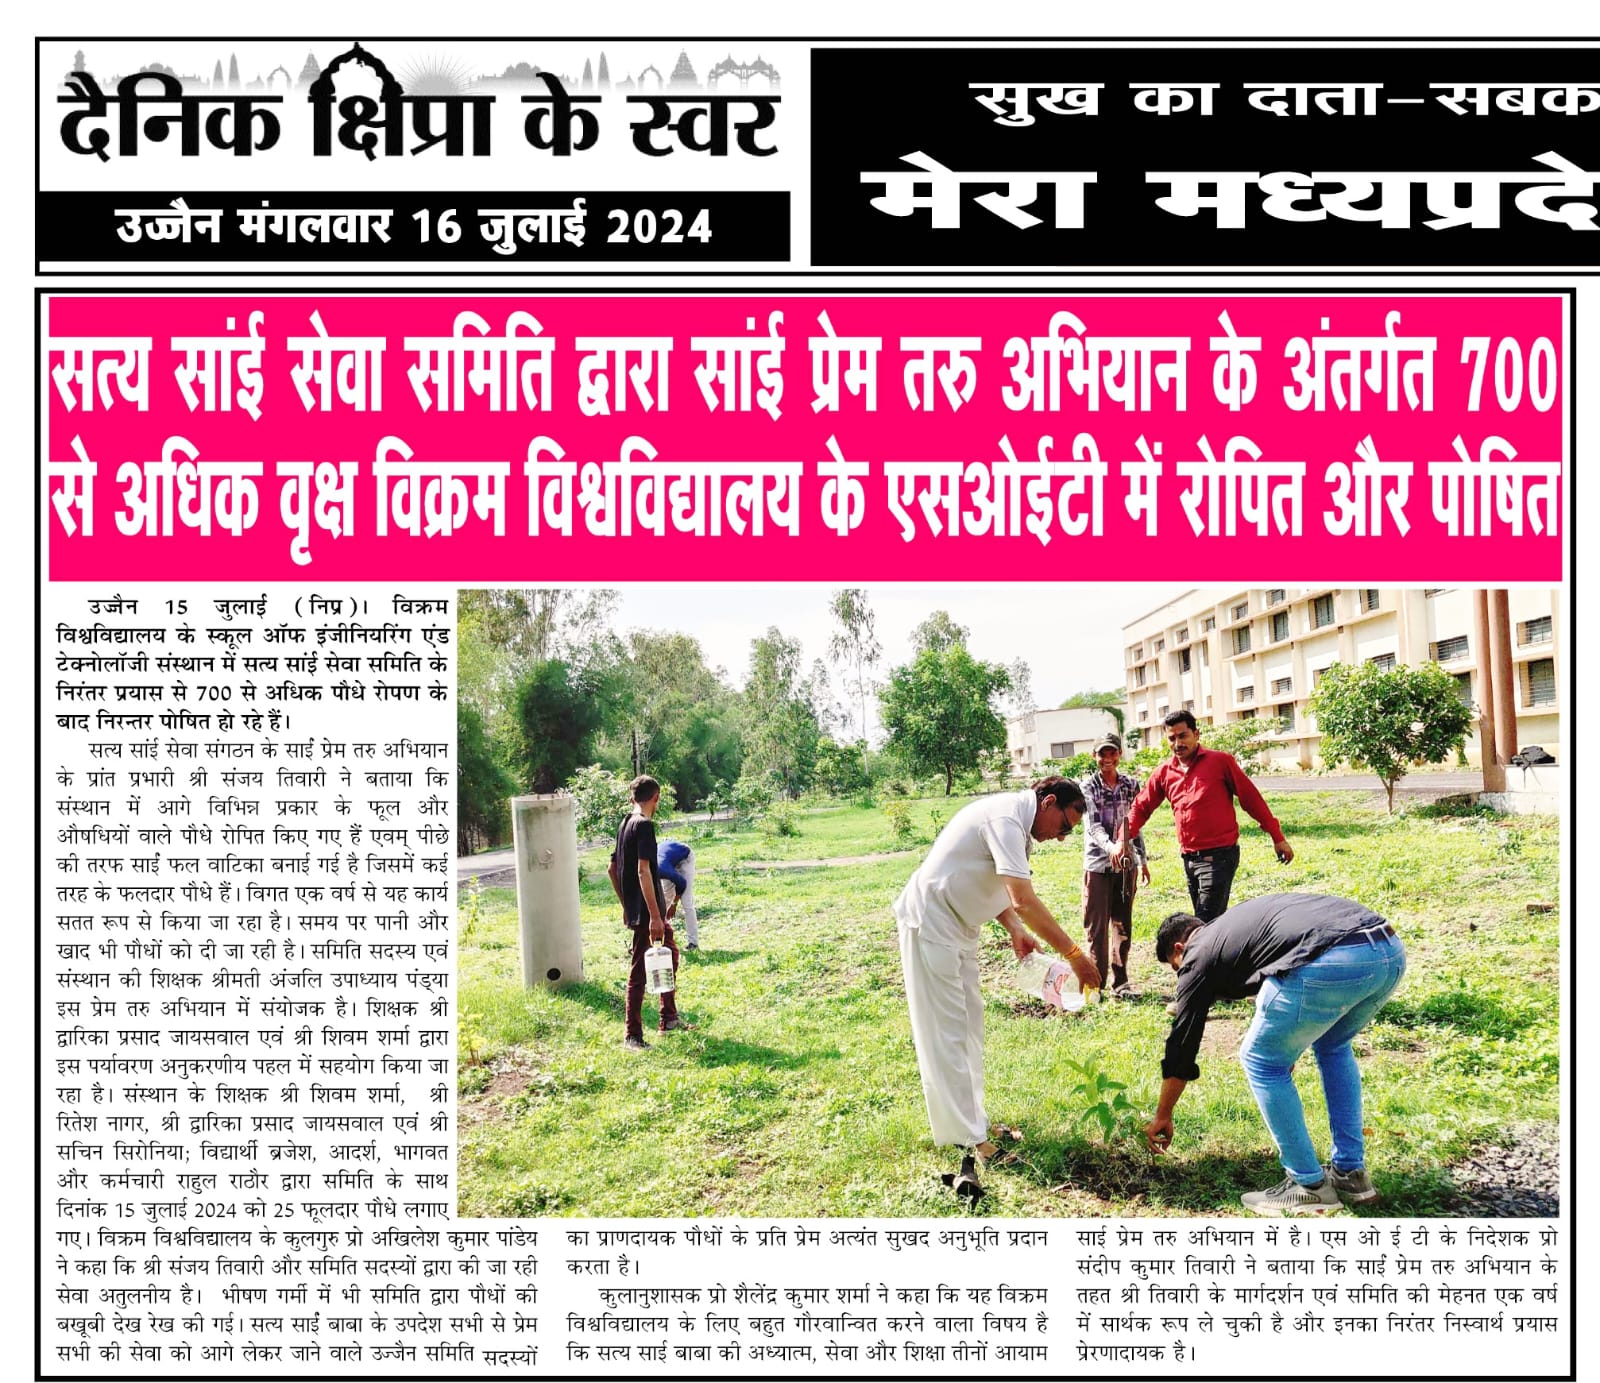 दैनिक क्षिप्रा के स्वर
उज्जैन मंगलवार 16 जुलाई 2024
सुख का दाता-सबक
मेरा मध्यप्रदे
सत्य सांई सेवा समिति द्वारा सांई प्रेम तरु अभियान के अंतर्गत 700
से अधिक वृक्ष विक्रम विश्वविद्यालय के एसओईटी में रोपित और पोषित
उज्जैन 15 जुलाई (निप्र)। विक्रम
विश्वविद्यालय के स्कूल ऑफ इंजीनियरिंग एंड
टेक्नोलॉजी संस्थान में सत्य सांई सेवा समिति के
निरंतर प्रयास से 700 से अधिक पौधे रोपण के
बाद निरन्तर पोषित हो रहे हैं।
सत्य सांई सेवा संगठन के साईं प्रेम तरु अभियान
के प्रांत प्रभारी श्री संजय तिवारी ने बताया कि
संस्थान में आगे विभिन्न प्रकार के फूल और
औषधियों वाले पौधे रोपित किए गए हैं एवम् पीछे
की तरफ साईं फल वाटिका बनाई गई है जिसमें कई
तरह के फलदार पौधे हैं। विगत एक वर्ष से यह कार्य
सतत रूप से किया जा रहा है। समय पर पानी और
खाद भी पौधों को दी जा रही है। समिति सदस्य एवं
संस्थान की शिक्षक श्रीमती अंजलि उपाध्याय पंड्या
इस प्रेम तरु अभियान में संयोजक है। शिक्षक श्री
द्वारिका प्रसाद जायसवाल एवं श्री शिवम शर्मा द्वारा
इस पर्यावरण अनुकरणीय पहल में सहयोग किया जा
रहा है। संस्थान के शिक्षक श्री शिवम शर्मा, श्री
रितेश नागर, श्री द्वारिका प्रसाद जायसवाल एवं श्री
सचिन सिरोनिया; विद्यार्थी ब्रजेश, आदर्श, भागवत
और कर्मचारी राहुल राठौर द्वारा समिति के साथ
दिनांक 15 जुलाई 2024 को 25 फूलदार पौधे लगाए
गए। विक्रम विश्वविद्यालय के कुलगुरु प्रो अखिलेश कुमार पांडेय
ने कहा कि श्री संजय तिवारी और समिति सदस्यों द्वारा की जा रही
सेवा अतुलनीय है। भीषण गर्मी में भी समिति द्वारा पौधों की
बखूबी देख रेख की गई। सत्य साईं बाबा के उपदेश सभी से प्रेम
सभी की सेवा को आगे लेकर जाने वाले उज्जैन समिति सदस्यों
का प्राणदायक पौधों के प्रति प्रेम अत्यंत सुखद अनुभूति प्रदान
करता है।
कुलानुशासक प्रो शैलेंद्र कुमार शर्मा ने कहा कि यह विक्रम
विश्वविद्यालय के लिए बहुत गौरवान्वित करने वाला विषय है
कि सत्य साई बाबा की अध्यात्म, सेवा और शिक्षा तीनों आयाम
साई प्रेम तरु अभियान में है। एस ओ ई टी के निदेशक प्रो
संदीप कुमार तिवारी ने बताया कि साईं प्रेम तरु अभियान के
तहत श्री तिवारी के मार्गदर्शन एवं समिति की मेहनत एक वर्ष
में सार्थक रूप ले चुकी है और इनका निरंतर निस्वार्थ प्रयास
प्रेरणादायक है।